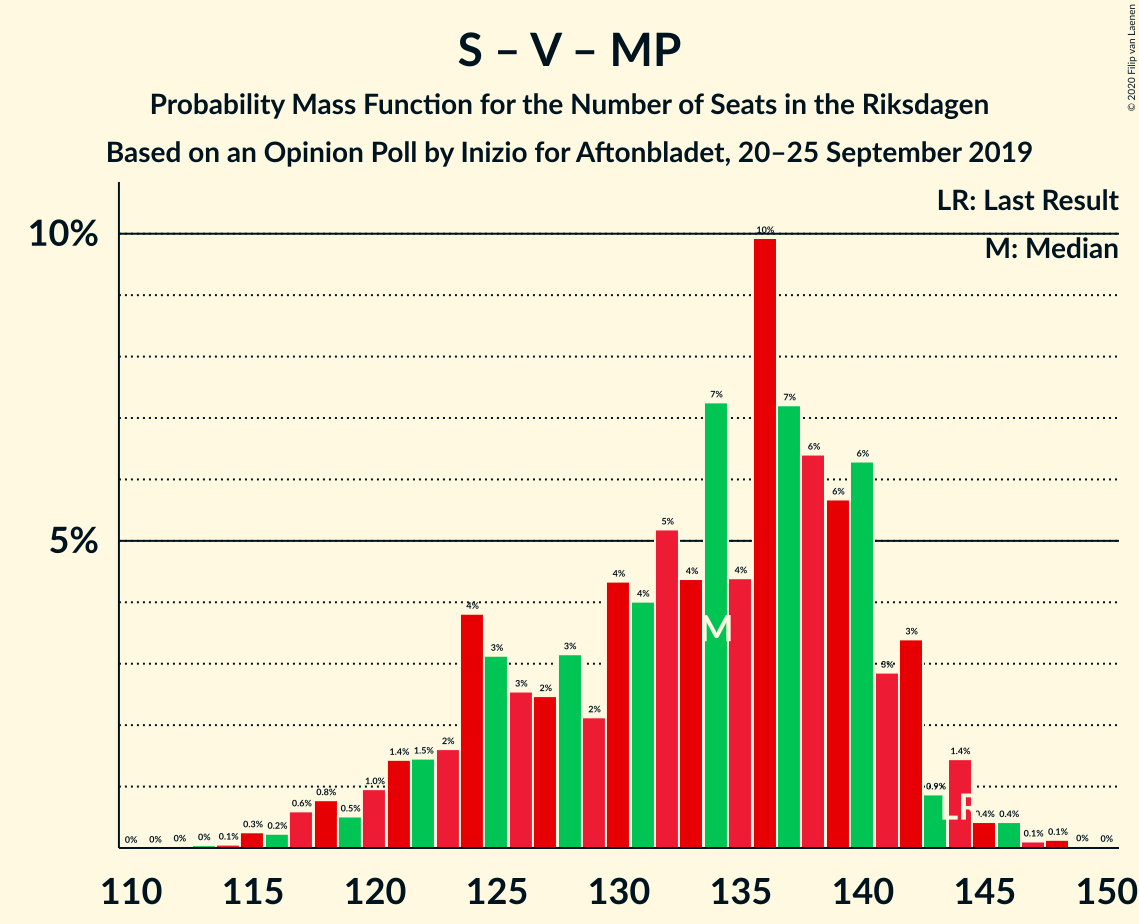 S – V – MP
Probability Mass Function for the Number of Seats in the Riksdagen
Based on an Opinion Poll by Inizio for Aftonbladet, 20–25 September 2019
© 2020 Filip van Laenen
LR: Last Result
M: Median
10%
5%
0% 0% 0% 0% 0.1% 0.3% 0.2% 0.6% 0.8% 0.5% 1.0% 1.4% 1.5% 2% 4% 3% 3% 2% 3% 2% 4% 4% 5% 4% 7% 4% 10% 7% 6% 6% 6% 3% 3% 0.9% 1.4% 0.4% 0.4% 0.1% 0.1% 0% 0%
M
LR
110 115 120 125 130 135 140 145 150